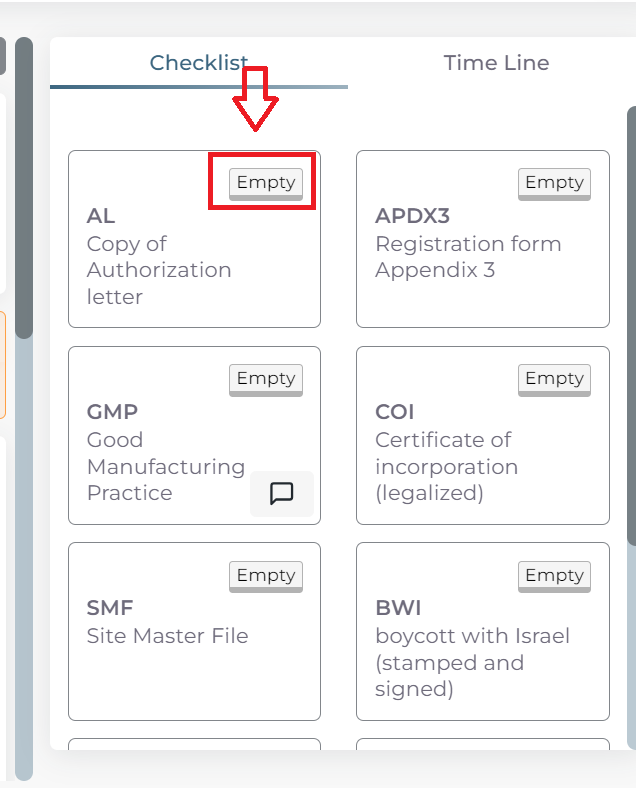 Checklist
Time Line
Empty
AL
Copy of
Authorization
letter
Empty
APDX3
Registration form
Appendix 3
Empty
GMP
Good
Manufacturing
Practice
Empty
COI
Certificate of
incorporation
(legalized)
Empty
SMF
Site Master File
Empty
BWI
boycott with Israel
(stamped and
signed)